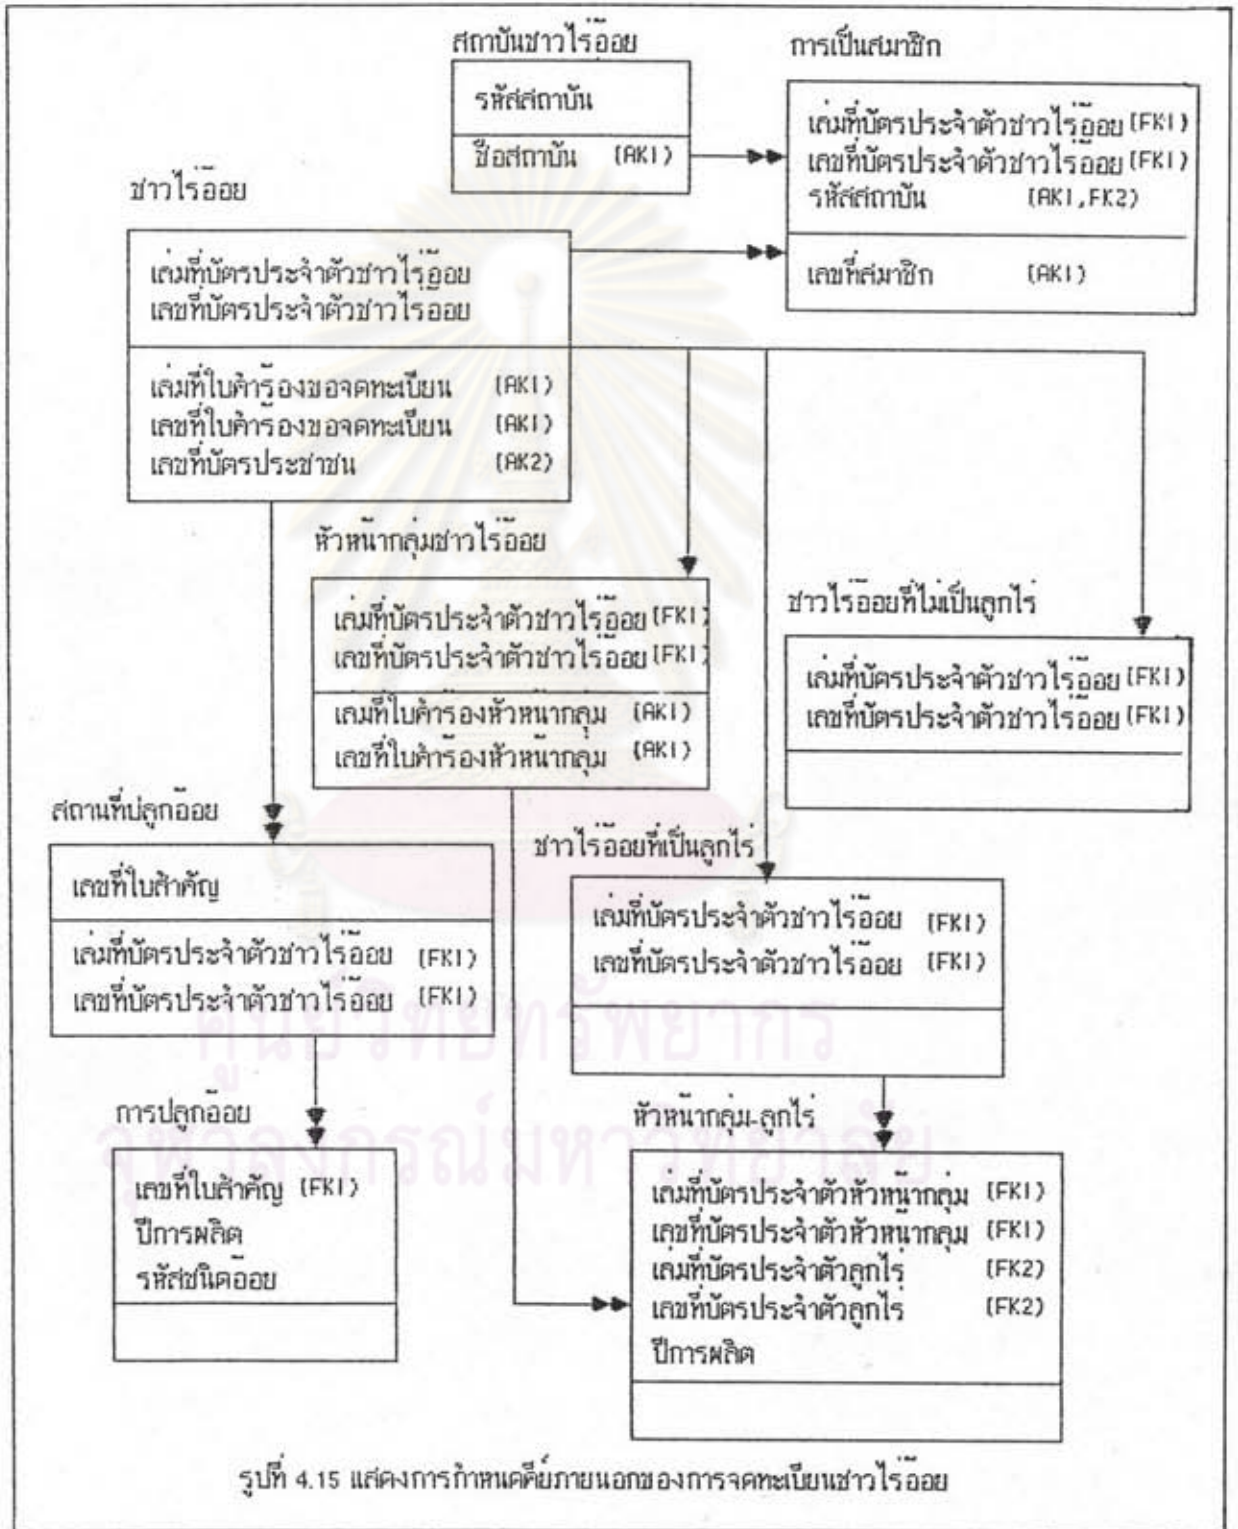 สถาบันชาวไร่อ้อย
รหัสสถาบัน
ชื่อสถาบัน (AK1)
การเป็นสมาชิก
เล่มที่บัตรประจำตัวชาวไร่อ้อย (FK1)
เลขที่บัตรประจำตัวชาวไร่อ้อย (FK1)
รหัสสถาบัน (AK1,FK2)
เลขที่สมาชิก (AK1)
ชาวไร่อ้อย
เล่มที่บัตรประจำตัวชาวไร่อ้อย
เลขที่บัตรประจำตัวชาวไร่อ้อย
เล่มที่ใบคำร้องขอจดทะเบียน (AK1)
เลขที่ใบคำร้องขอจดทะเบียน (AK1)
เลขที่บัตรประชาชน (AK2)
หัวหน้ากลุ่มชาวไร่อ้อย
เล่มที่บัตรประจำตัวชาวไร่อ้อย (FK1)
เลขที่บัตรประจำตัวชาวไร่อ้อย (FK1)
เล่มที่ใบคำร้องหัวหน้ากลุ่ม (AK1)
เลขที่ใบคำร้องหัวหน้ากลุ่ม (AK1)
ชาวไร่อ้อยที่ไม่เป็นลูกไร่
เล่มที่บัตรประจำตัวชาวไร่อ้อย (FK1)
เลขที่บัตรประจำตัวชาวไร่อ้อย (FK1)
สถานที่ปลูกอ้อย
เลขที่ใบสำคัญ
เล่มที่บัตรประจำตัวชาวไร่อ้อย (FK1)
เลขที่บัตรประจำตัวชาวไร่อ้อย (FK1)
ชาวไร่อ้อยที่เป็นลูกไร่
เล่มที่บัตรประจำตัวชาวไร่อ้อย (FK1)
เลขที่บัตรประจำตัวชาวไร่อ้อย (FK1)
ศูนย์วิทยทรัพยากร
จุฬาลงกรณ์มหาวิทยาลัย
การปลูกอ้อย
เลขที่ใบสำคัญ (FK1)
ปีการผลิต
รหัสชนิดอ้อย
หัวหน้ากลุ่ม-ลูกไร่
เล่มที่บัตรประจำตัวหัวหน้ากลุ่ม (FK1)
เลขที่บัตรประจำตัวหัวหน้ากลุ่ม (FK1)
เล่มที่บัตรประจำตัวลูกไร่ (FK2)
เลขที่บัตรประจำตัวลูกไร่ (FK2)
ปีการผลิต
รูปที่ 4.15 แสดงการกำหนดคีย์ภายนอกของการจดทะเบียนชาวไร่อ้อย